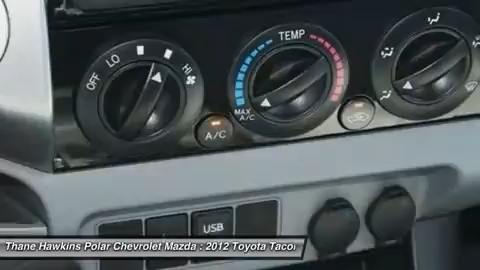 TEMP
OFF LO HI
MAX A/C
A/C
USB
Thane Hawkins Polar Chevrolet Mazda : 2012 Toyota Taco